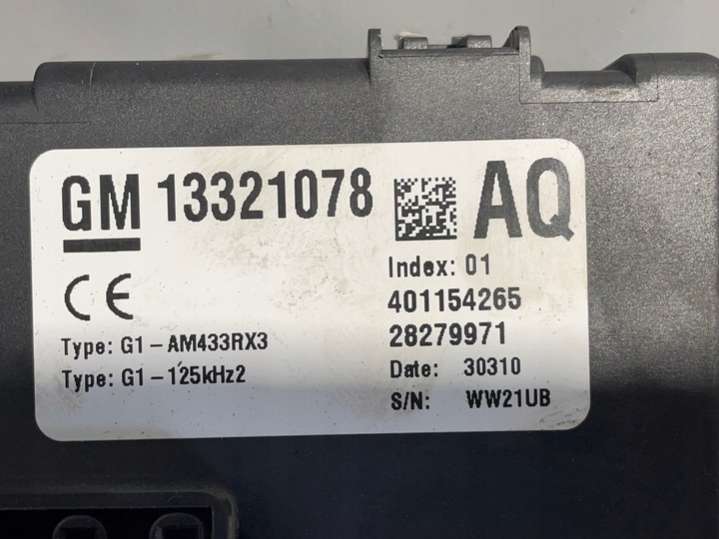 GM 13321078 AQ
Index: 01
CE
401154265
Type: G1-AM433RX3
28279971
Type: G1-125kHz2
Date: 30310
S/N: WW21UB